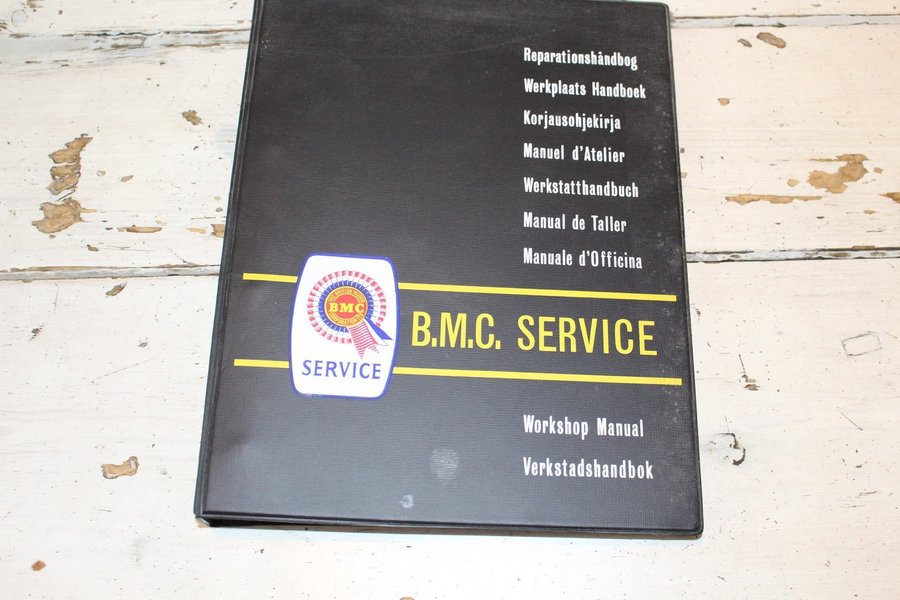 Reparationshåndbog
Werkplaats Handboek
Korjausohjekirja
Manuel d'Atelier
Werkstatthandbuch
Manual de Taller
Manuale d'Officina
BMC
SERVICE
B.M.C. SERVICE
Workshop Manual
Verkstadshandbok